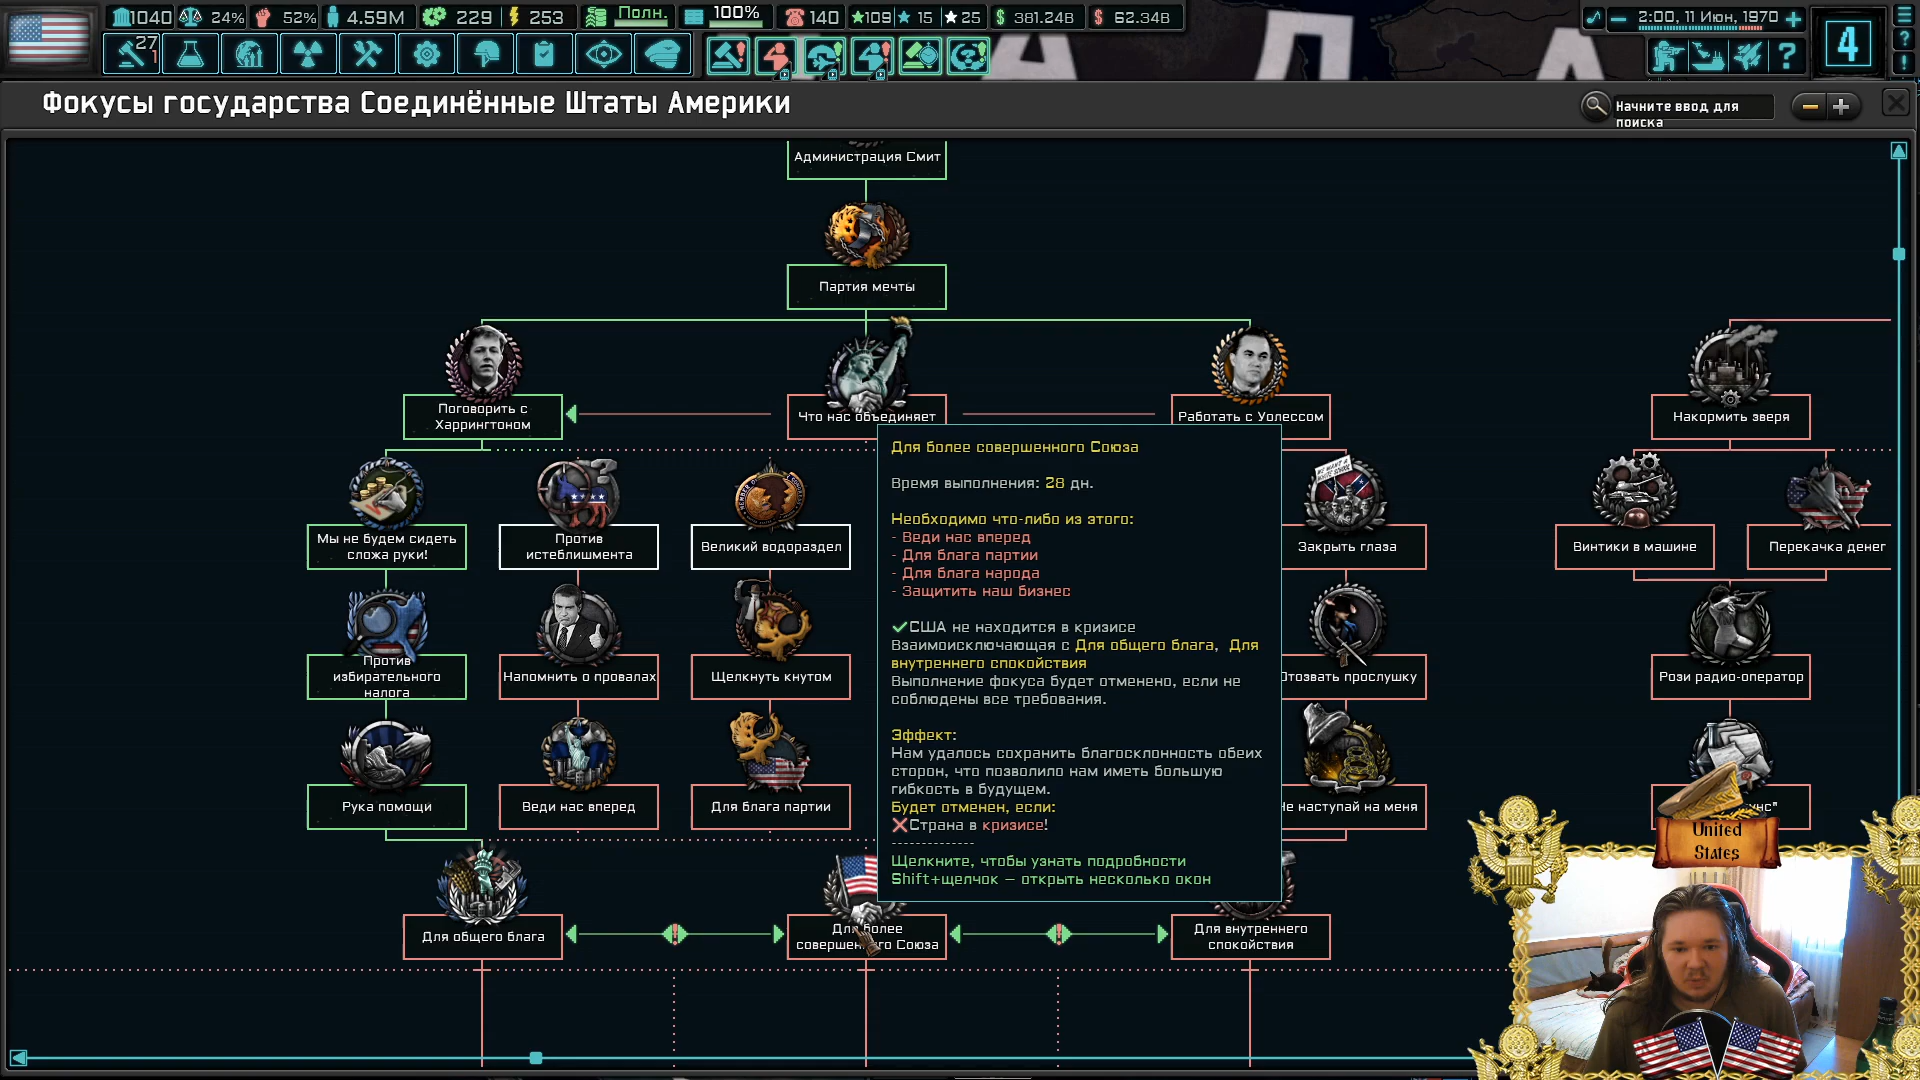 1040
24%
52%
4.59M
229
253
Полн.
100%
140
109
15
25
$ 381.24B
$ 62.34B
2:00, 11 Июн, 1970
4
27
1
Фокусы государства Соединённые Штаты Америки
Начните ввод для
поиска
Администрация Смит
Партия мечты
Поговорить с
Харрингтоном
Что нас объединяет
Работать с Уолессом
Накормить зверя
Мы не будем сидеть
сложа руки!
Против
истеблишмента
Великий водораздел
Закрыть глаза
Винтики в машине
Перекачка денег
Против
избирательного
налога
Напомнить о провалах
Щелкнуть кнутом
Отозвать прослушку
Рози радио-оператор
Рука помощи
Веди нас вперед
Для блага партии
Не наступай на меня
Для общего блага
Для более
совершенного Союза
Для внутреннего
спокойствия
Для более совершенного Союза
Время выполнения: 28 дн.
Необходимо что-либо из этого:
- Веди нас вперед
- Для блага партии
- Для блага народа
- Защитить наш бизнес
США не находится в кризисе
Взаимоисключающая с Для общего блага, Для
внутреннего спокойствия
Выполнение фокуса будет отменено, если не
соблюдены все требования.
Эффект:
Нам удалось сохранить благосклонность обеих
сторон, что позволило нам иметь большую
гибкость в будущем.
Будет отменен, если:
Страна в кризисе!
--------------
Щелкните, чтобы узнать подробности
Shift+щелчок – открыть несколько окон
United
States